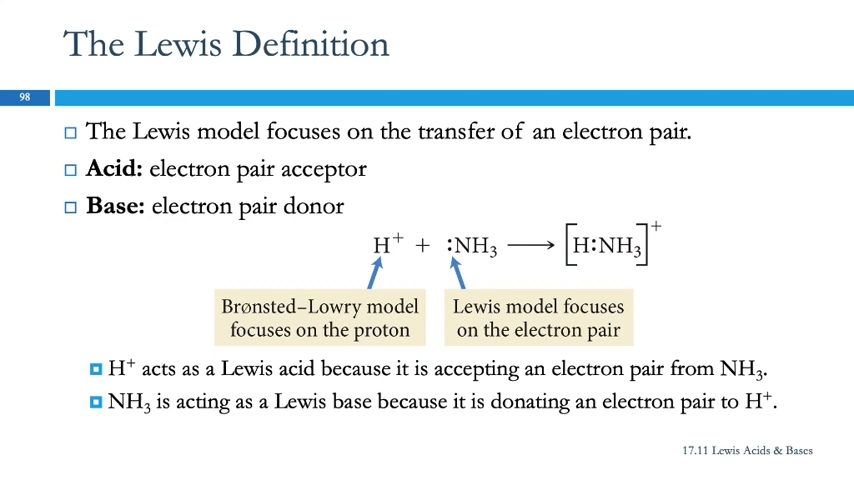 The Lewis Definition
98
The Lewis model focuses on the transfer of an electron pair.
Acid: electron pair acceptor
Base: electron pair donor
H⁺ + :NH₃ ⟶ [H:NH₃]⁺
Brønsted–Lowry model
focuses on the proton
Lewis model focuses
on the electron pair
H⁺ acts as a Lewis acid because it is accepting an electron pair from NH₃.
NH₃ is acting as a Lewis base because it is donating an electron pair to H⁺.
17.11 Lewis Acids & Bases